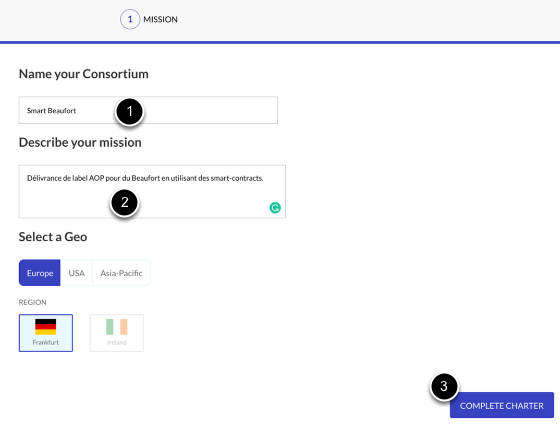 1 MISSION
Name your Consortium
Smart Beaufort
1
Describe your mission
Délivrance de label AOP pour du Beaufort en utilisant des smart-contracts.
2
G
Select a Geo
Europe USA Asia-Pacific
REGION
Frankfurt Ireland
3
COMPLETE CHARTER